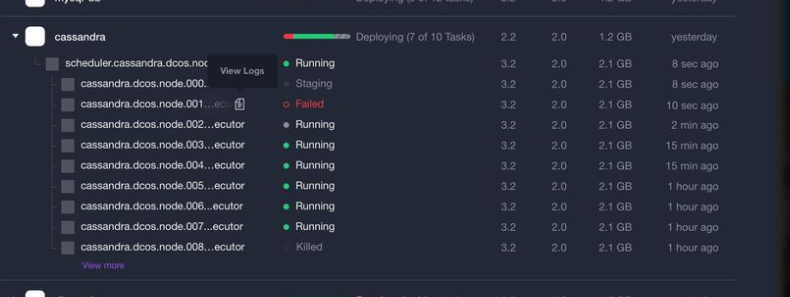 cassandra Deploying (7 of 10 Tasks) 2.2 2.0 1.2 GB yesterday
View Logs
scheduler.cassandra.dcos.noc Running 3.2 2.0 2.1 GB 8 sec ago
cassandra.dcos.node.000. Staging 3.2 2.0 2.1 GB 8 sec ago
cassandra.dcos.node.001...ec Failed 3.2 2.0 2.1 GB 10 sec ago
cassandra.dcos.node.002...ecutor Running 3.2 2.0 2.1 GB 2 min ago
cassandra.dcos.node.003...ecutor Running 3.2 2.0 2.1 GB 15 min ago
cassandra.dcos.node.004...ecutor Running 3.2 2.0 2.1 GB 15 min ago
cassandra.dcos.node.005...ecutor Running 3.2 2.0 2.1 GB 1 hour ago
cassandra.dcos.node.006...ecutor Running 3.2 2.0 2.1 GB 1 hour ago
cassandra.dcos.node.007...ecutor Running 3.2 2.0 2.1 GB 1 hour ago
cassandra.dcos.node.008...ecutor Killed 3.2 2.0 2.1 GB 1 hour ago
View more